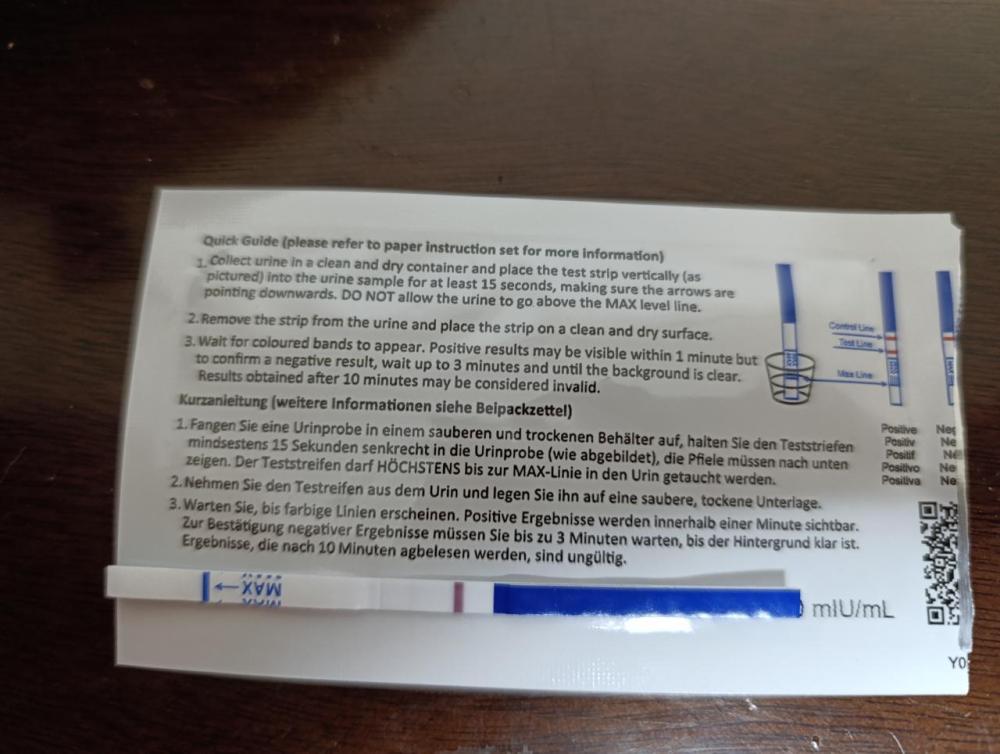 Quick Guide (please refer to paper instruction set for more information)
1. Collect urine in a clean and dry container and place the test strip vertically (as
pictured) into the urine sample for at least 15 seconds, making sure the arrows are
pointing downwards. DO NOT allow the urine to go above the MAX level line.
2. Remove the strip from the urine and place the strip on a clean and dry surface.
3. Wait for coloured bands to appear. Positive results may be visible within 1 minute but
to confirm a negative result, wait up to 3 minutes and until the background is clear.
Results obtained after 10 minutes may be considered invalid.
Kurzanleitung (weitere Informationen siehe Beipackzettel)
1. Fangen Sie eine Urinprobe in einem sauberen und trockenen Behälter auf, halten Sie den Teststriefen
mindsestens 15 Sekunden senkrecht in die Urinprobe (wie abgebildet), die Pfiele müssen nach unten
zeigen. Der Teststreifen darf HÖCHSTENS bis zur MAX-Linie in den Urin getaucht werden.
2. Nehmen Sie den Testreifen aus dem Urin und legen Sie ihn auf eine saubere, tockene Unterlage.
3. Warten Sie, bis farbige Linien erscheinen. Positive Ergebnisse werden innerhalb einer Minute sichtbar.
Zur Bestätigung negativer Ergebnisse müssen Sie bis zu 3 Minuten warten, bis der Hintergrund klar ist.
Ergebnisse, die nach 10 Minuten agbelesen werden, sind ungültig.
Control Line
Test Line
Max Line
Positive Neg
Positiv Ne
Positif Ne
Positivo Ne
Positiva Ne
MAX
mIU/mL
Y0